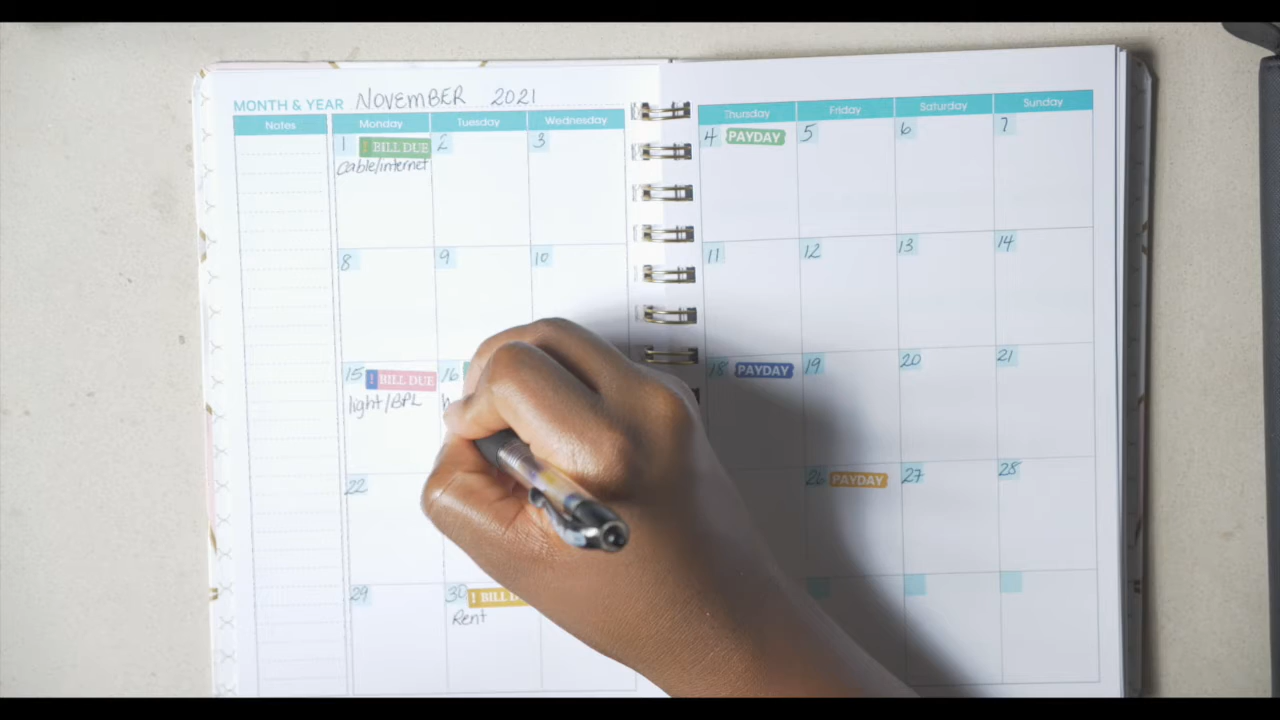 MONTH & YEAR NOVEMBER 2021
Notes Monday Tuesday Wednesday Thursday Friday Saturday Sunday
1 ! BILL DUE 2 3 4 PAYDAY 5 6 7
Cable/internet
8 9 10 11 12 13 14
15 ! BILL DUE 16 18 PAYDAY 19 20 21
light/BPL
22 26 PAYDAY 27 28
29 30 ! BILL
Rent